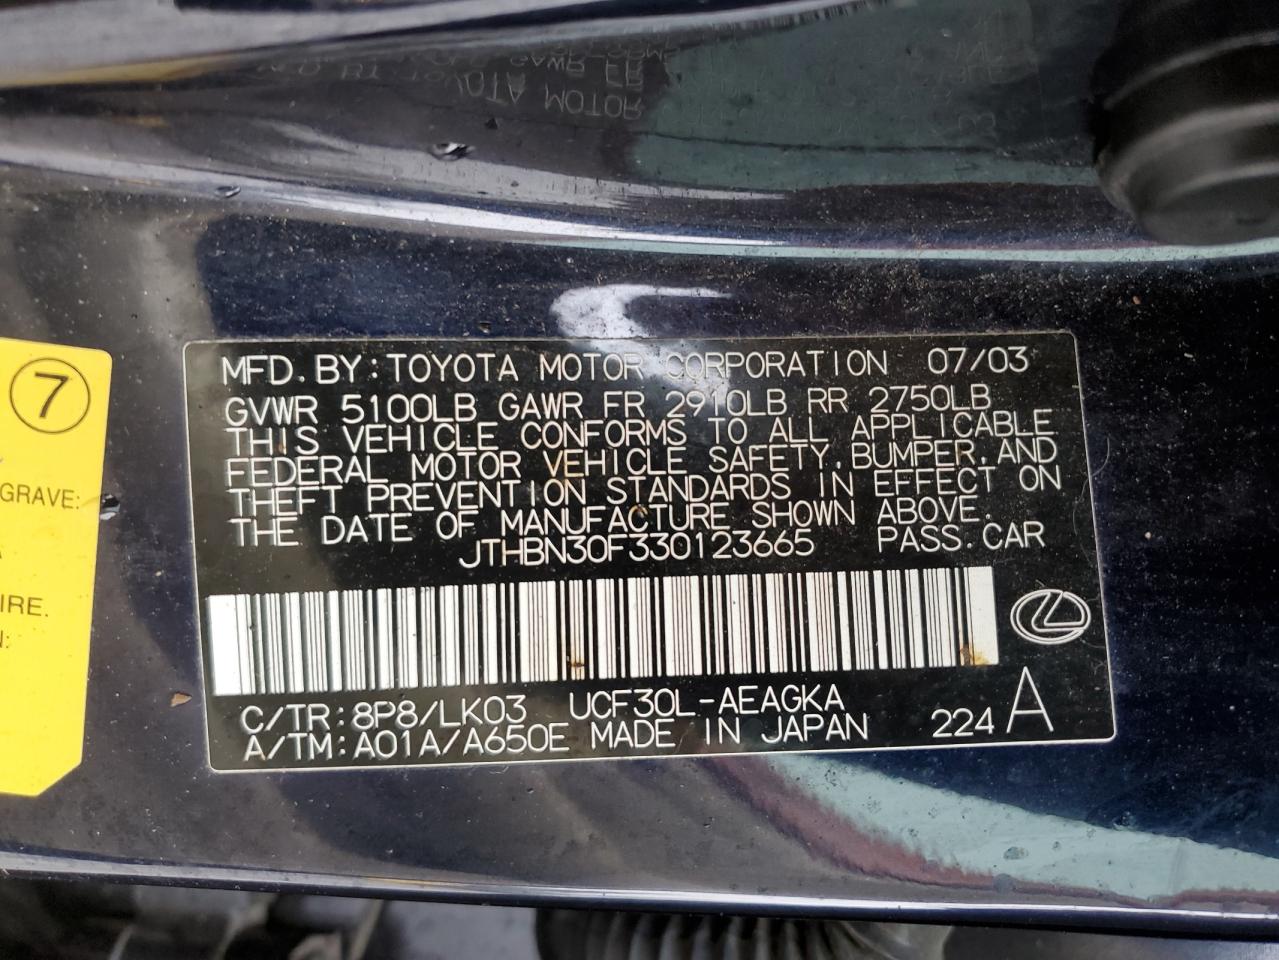 MFD. BY: TOYOTA MOTOR CORPORATION 07/03
GVWR 5100LB GAWR FR 2910LB RR 2750LB
THIS VEHICLE CONFORMS TO ALL APPLICABLE
FEDERAL MOTOR VEHICLE SAFETY, BUMPER, AND
THEFT PREVENTION STANDARDS IN EFFECT ON
THE DATE OF MANUFACTURE SHOWN ABOVE.
JTHBN30F330123665 PASS. CAR
C/TR: 8P8/LK03 UCF30L-AEAGKA
A/TM: A01A/A650E MADE IN JAPAN 224 A
7
GRAVE:
IRE.